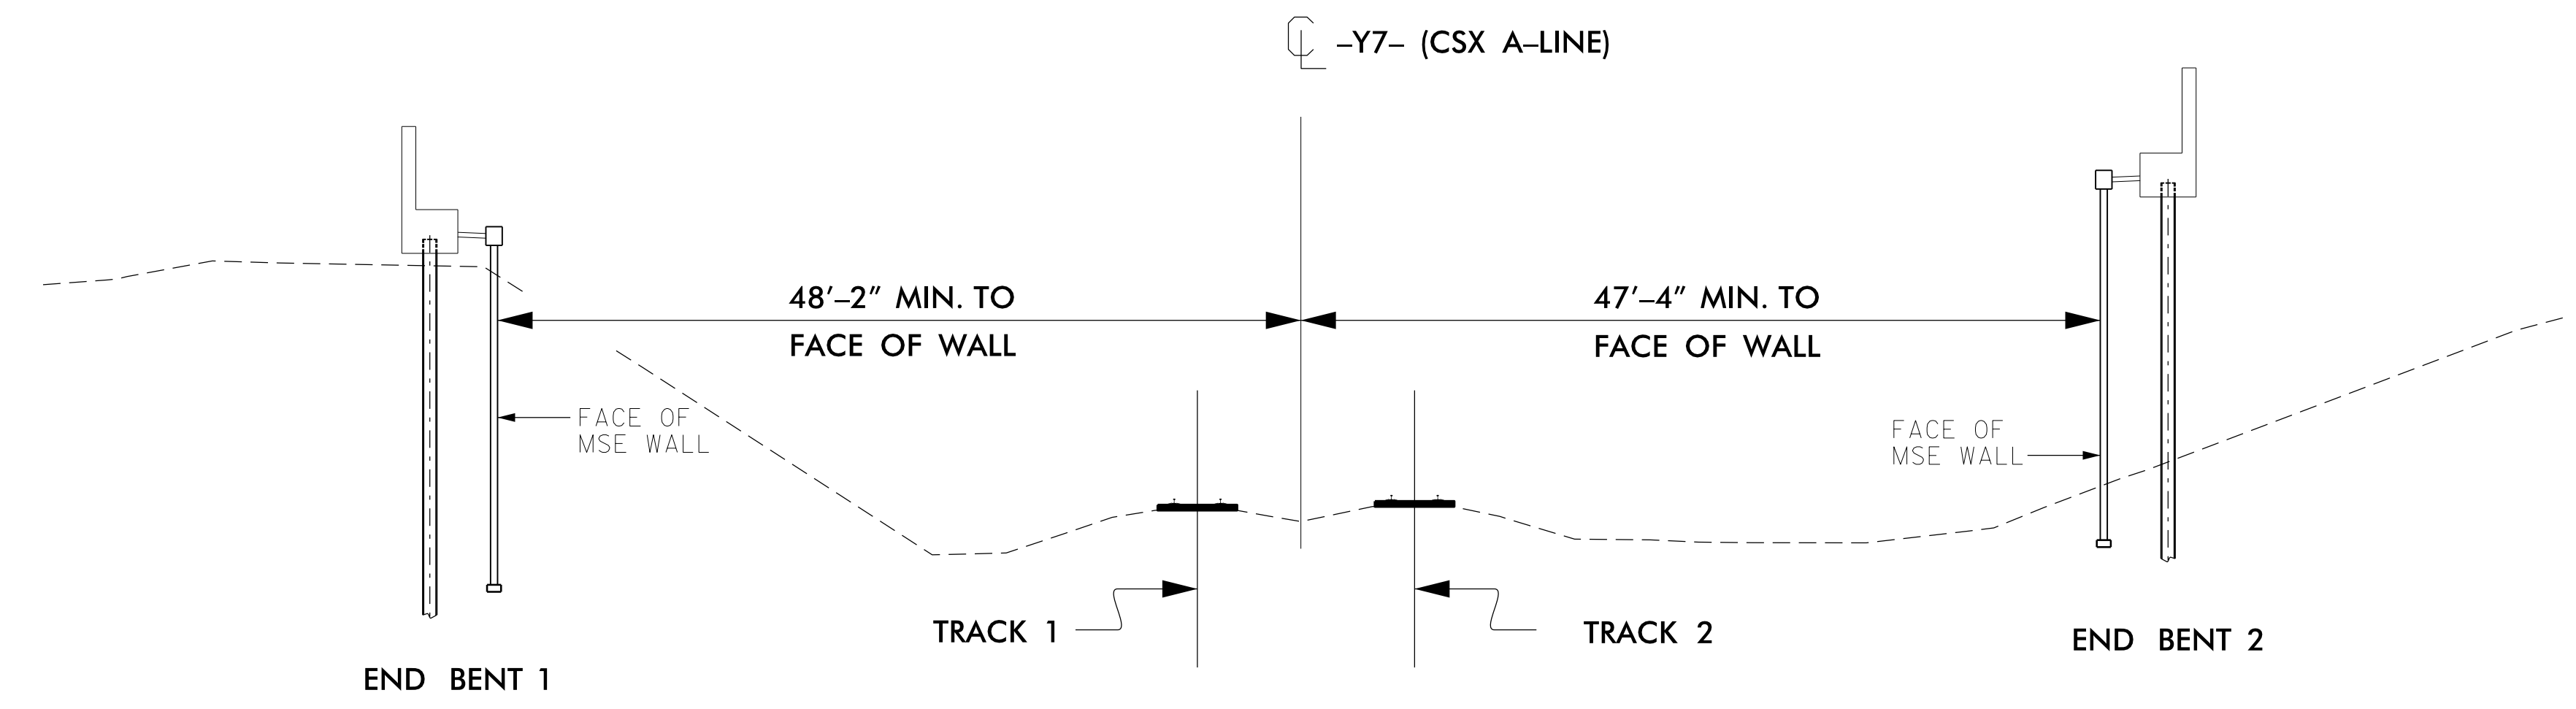 ℄ –Y7– (CSX A–LINE)
48'–2" MIN. TO
FACE OF WALL
47'–4" MIN. TO
FACE OF WALL
FACE OF
MSE WALL
FACE OF
MSE WALL
TRACK 1
TRACK 2
END BENT 1
END BENT 2